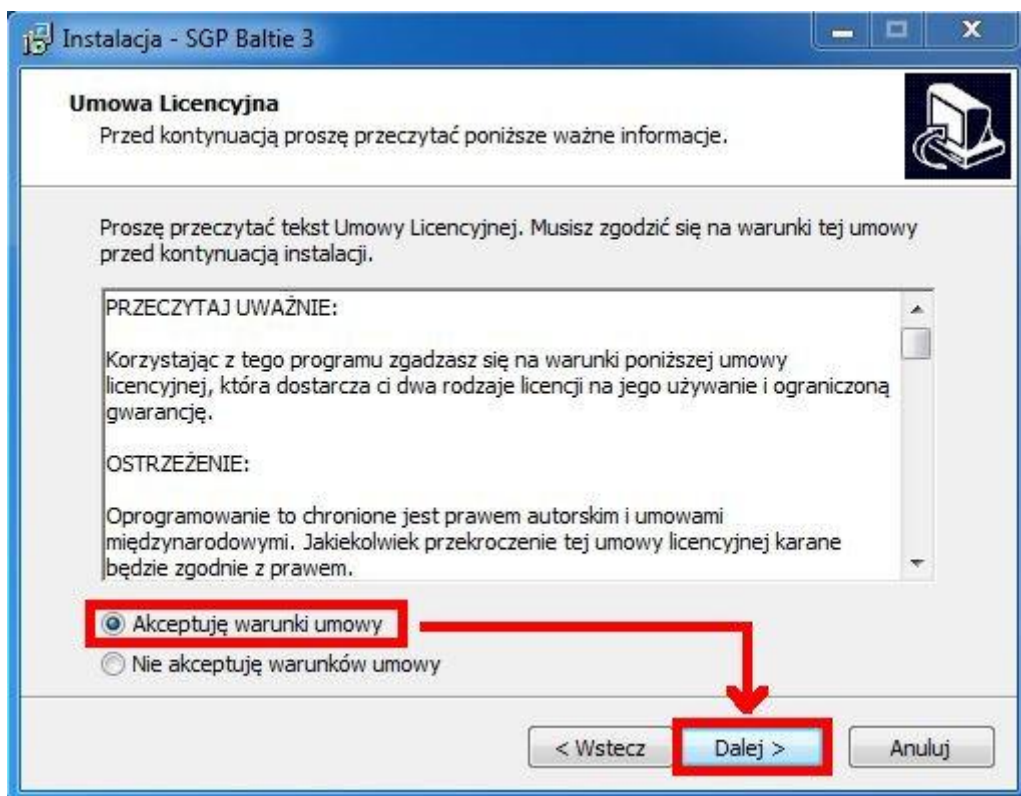 Instalacja - SGP Baltie 3
Umowa Licencyjna
Przed kontynuacją proszę przeczytać poniższe ważne informacje.
Proszę przeczytać tekst Umowy Licencyjnej. Musisz zgodzić się na warunki tej umowy
przed kontynuacją instalacji.
PRZECZYTAJ UWAŻNIE:
Korzystając z tego programu zgadzasz się na warunki poniższej umowy
licencyjnej, która dostarcza ci dwa rodzaje licencji na jego używanie i ograniczoną
gwarancję.
OSTRZEŻENIE:
Oprogramowanie to chronione jest prawem autorskim i umowami
międzynarodowymi. Jakiekolwiek przekroczenie tej umowy licencyjnej karane
będzie zgodnie z prawem.
Akceptuję warunki umowy
Nie akceptuję warunków umowy
< Wstecz Dalej > Anuluj